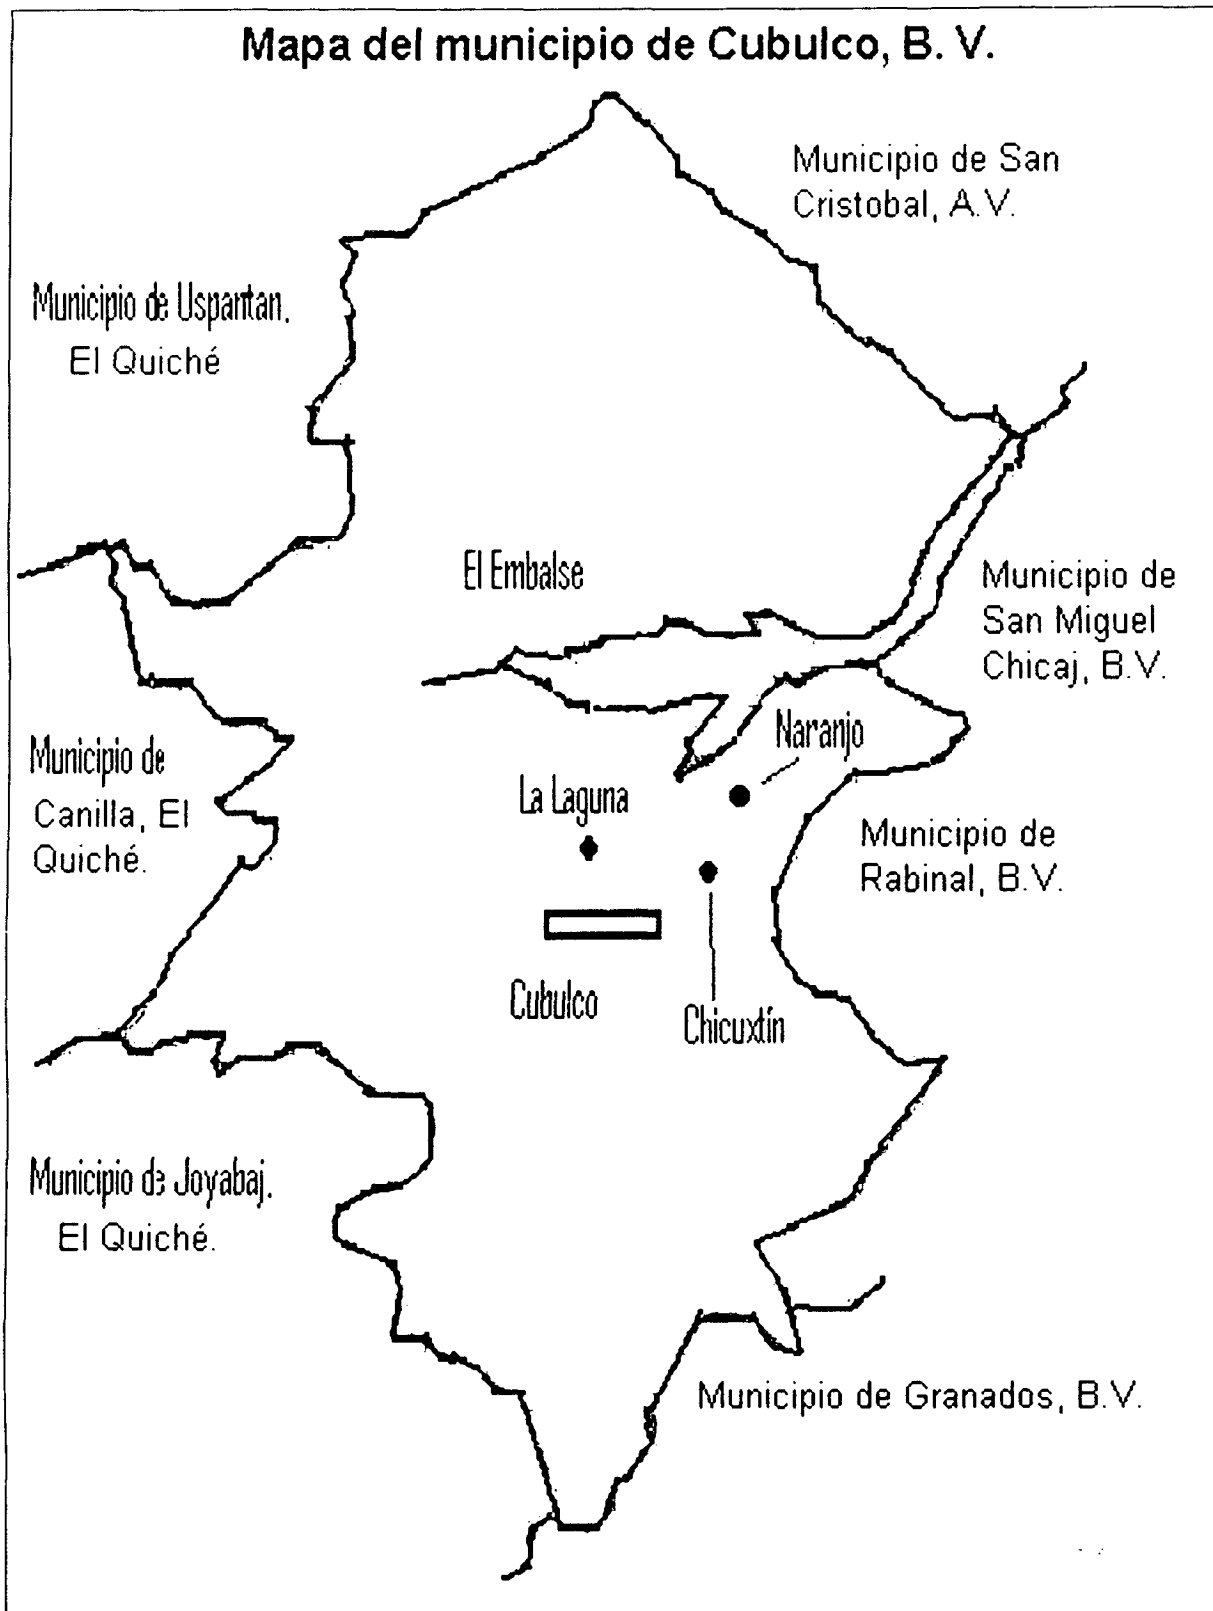 Mapa del municipio de Cubulco, B. V.
Municipio de San
Cristobal, A.V.
Municipio de Uspantan,
El Quiché
El Embalse
Municipio de
San Miguel
Chicaj, B.V.
Naranjo
Municipio de
Canilla, El
Quiché.
La Laguna
Municipio de
Rabinal, B.V.
Cubulco
Chicuxtín
Municipio de Joyabaj,
El Quiché.
Municipio de Granados, B.V.